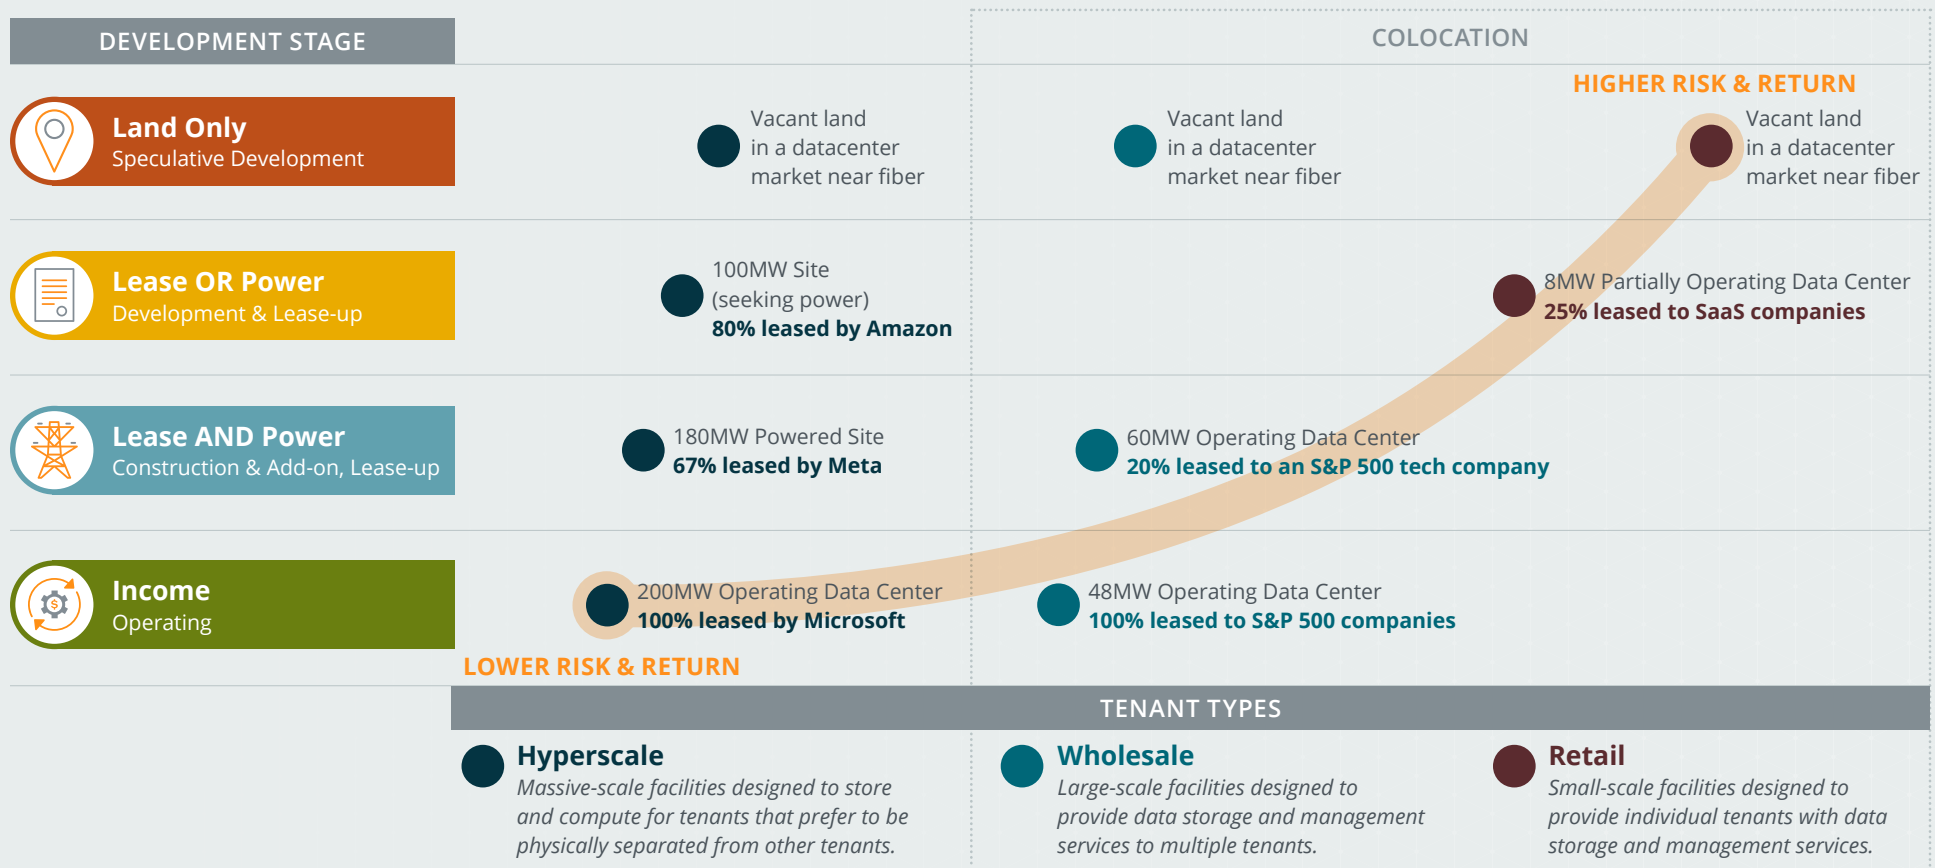 DEVELOPMENT STAGE
COLOCATION
HIGHER RISK & RETURN
Land Only
Speculative Development
Vacant land
in a datacenter
market near fiber
Vacant land
in a datacenter
market near fiber
Vacant land
in a datacenter
market near fiber
Lease OR Power
Development & Lease-up
100MW Site
(seeking power)
80% leased by Amazon
8MW Partially Operating Data Center
25% leased to SaaS companies
Lease AND Power
Construction & Add-on, Lease-up
180MW Powered Site
67% leased by Meta
60MW Operating Data Center
20% leased to an S&P 500 tech company
Income
Operating
$
200MW Operating Data Center
100% leased by Microsoft
48MW Operating Data Center
100% leased to S&P 500 companies
LOWER RISK & RETURN
TENANT TYPES
Hyperscale
Massive-scale facilities designed to store
and compute for tenants that prefer to be
physically separated from other tenants.
Wholesale
Large-scale facilities designed to
provide data storage and management
services to multiple tenants.
Retail
Small-scale facilities designed to
provide individual tenants with data
storage and management services.